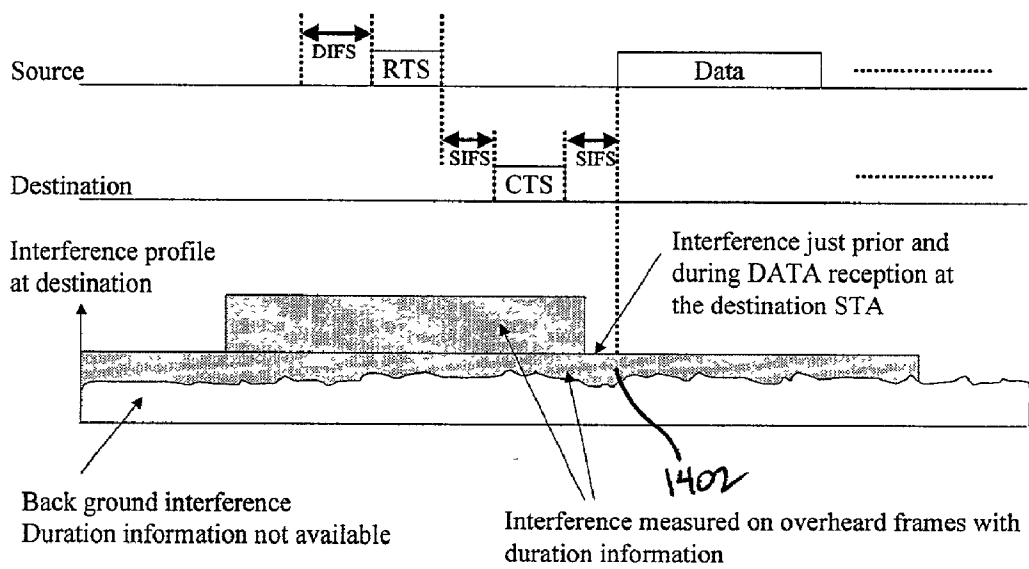 DIFS
Source
RTS
Data
SIFS
SIFS
CTS
Destination
Interference profile
at destination
Interference just prior and
during DATA reception at
the destination STA
1402
Back ground interference
Duration information not available
Interference measured on overheard frames with
duration information